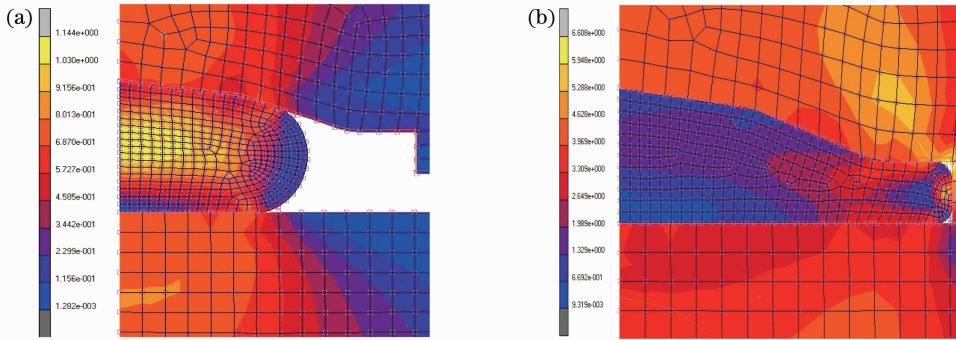 (a)
1.144e+000
1.030e+000
9.156e-001
8.013e-001
6.870e-001
5.727e-001
4.585e-001
3.442e-001
2.299e-001
1.156e-001
1.282e-003
(b)
6.608e+000
5.948e+000
5.288e+000
4.628e+000
3.969e+000
3.309e+000
2.649e+000
1.989e+000
1.329e+000
6.692e-001
9.319e-003